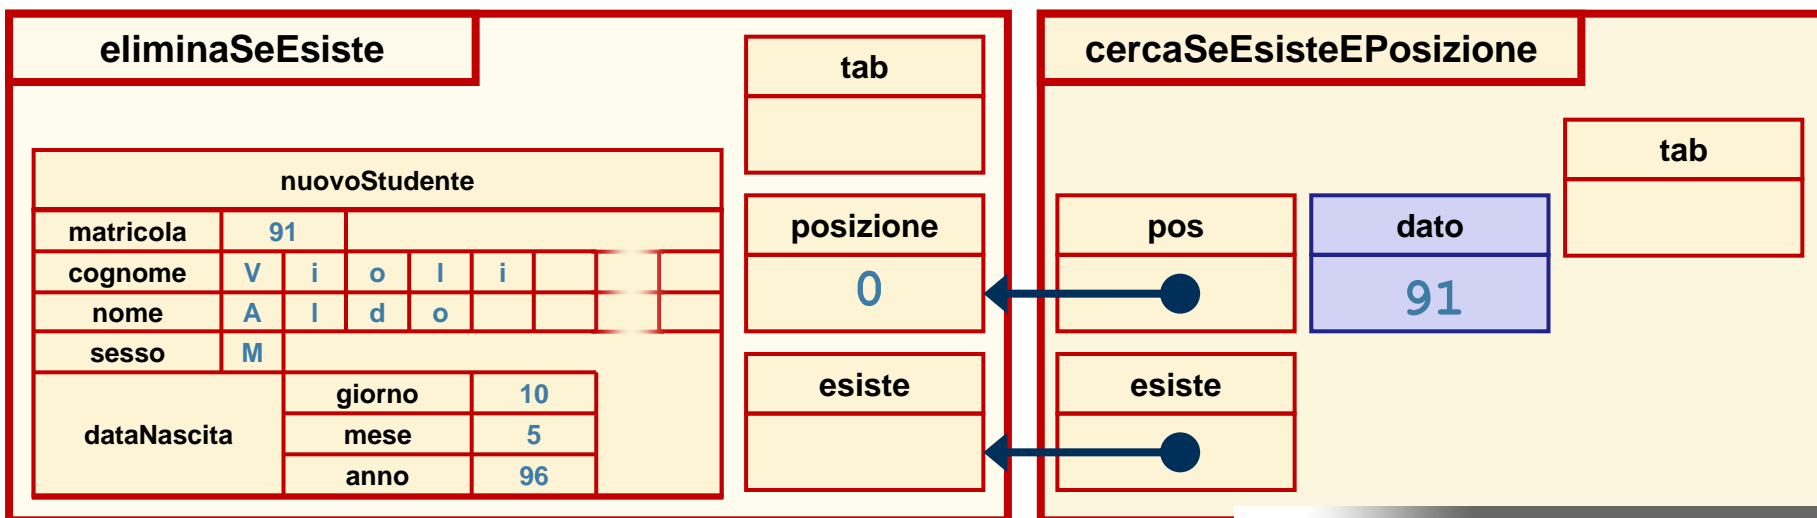 eliminaSeEsiste
tab
nuovoStudente
matricola 91
cognome V i o l i
nome A l d o
sesso M
dataNascita giorno 10
mese 5
anno 96
posizione
0
esiste
cercaSeEsisteEPosizione
tab
pos
dato
91
esiste